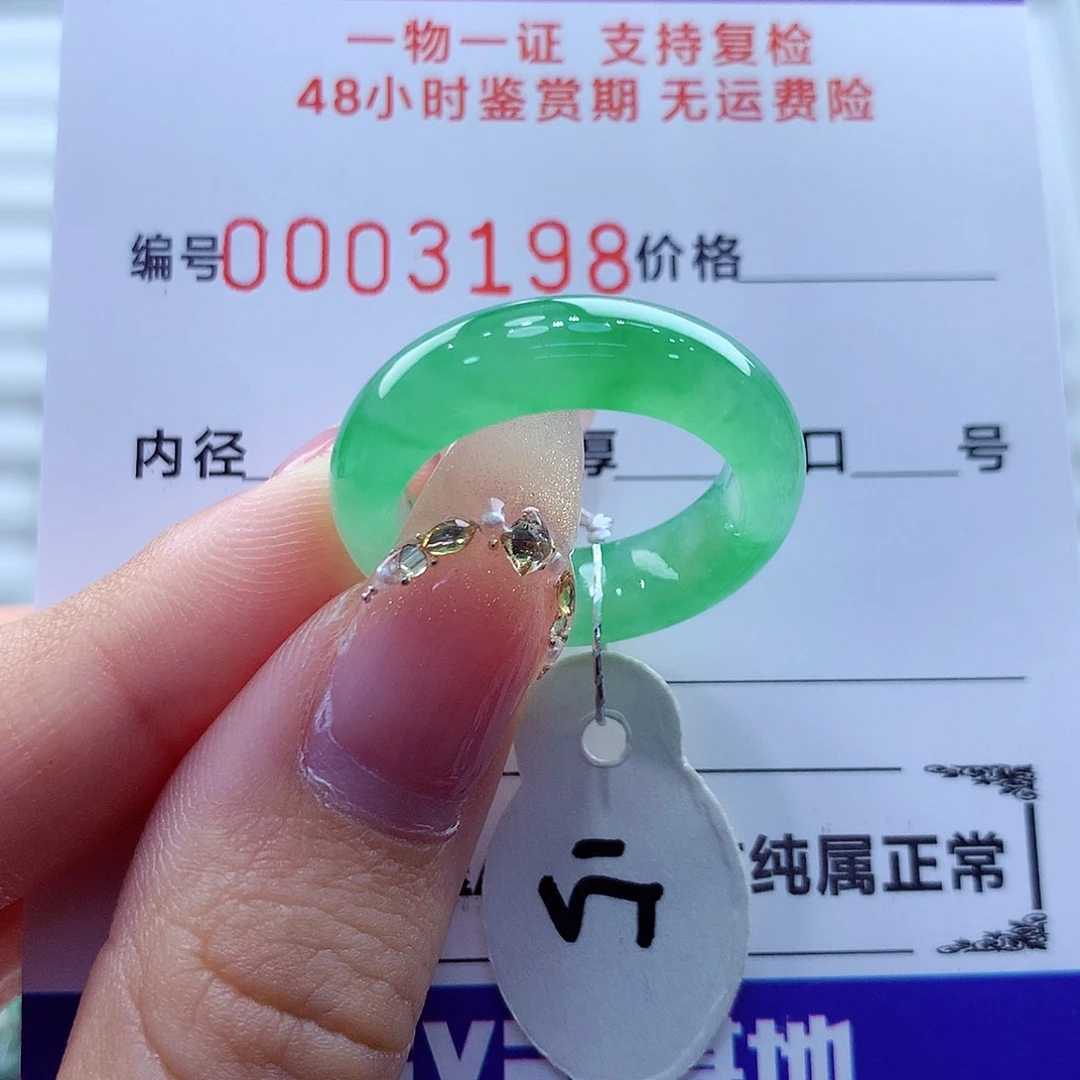 一物一证 支持复检
48小时鉴赏期 无运费险
编号0003198价格
内径 厚 口 号
纯属正常
基地